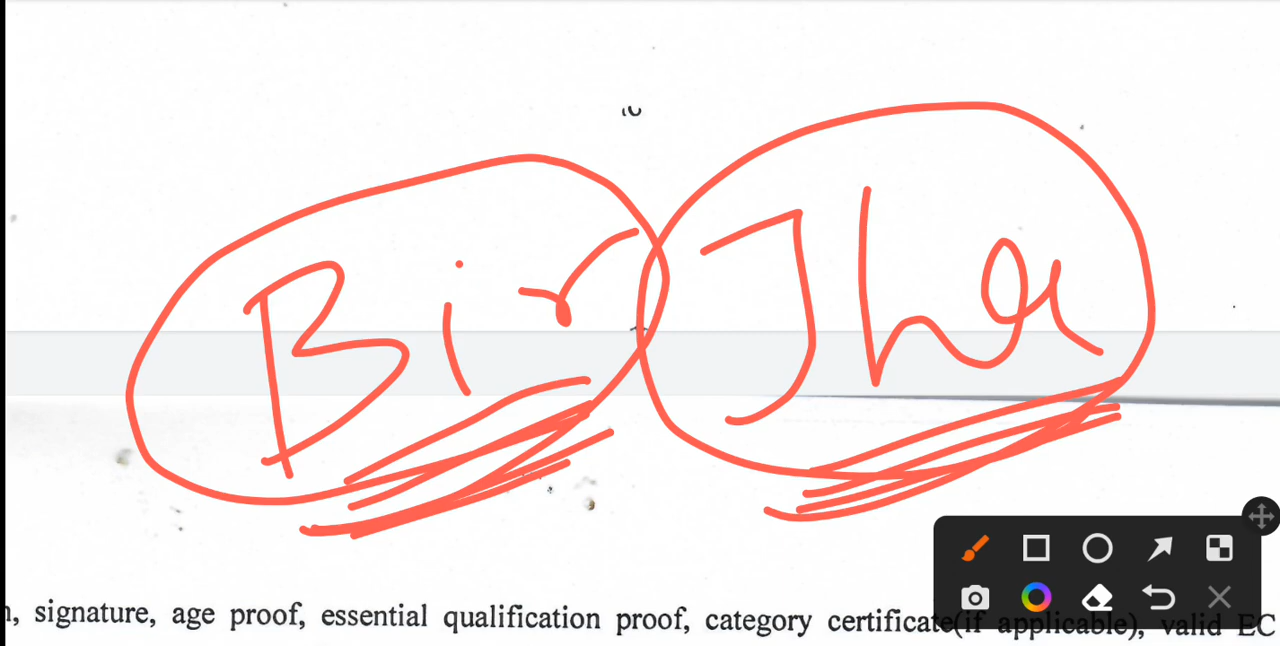 Bir Jha
, signature, age proof, essential qualification proof, category certificate(if applicable), valid EC